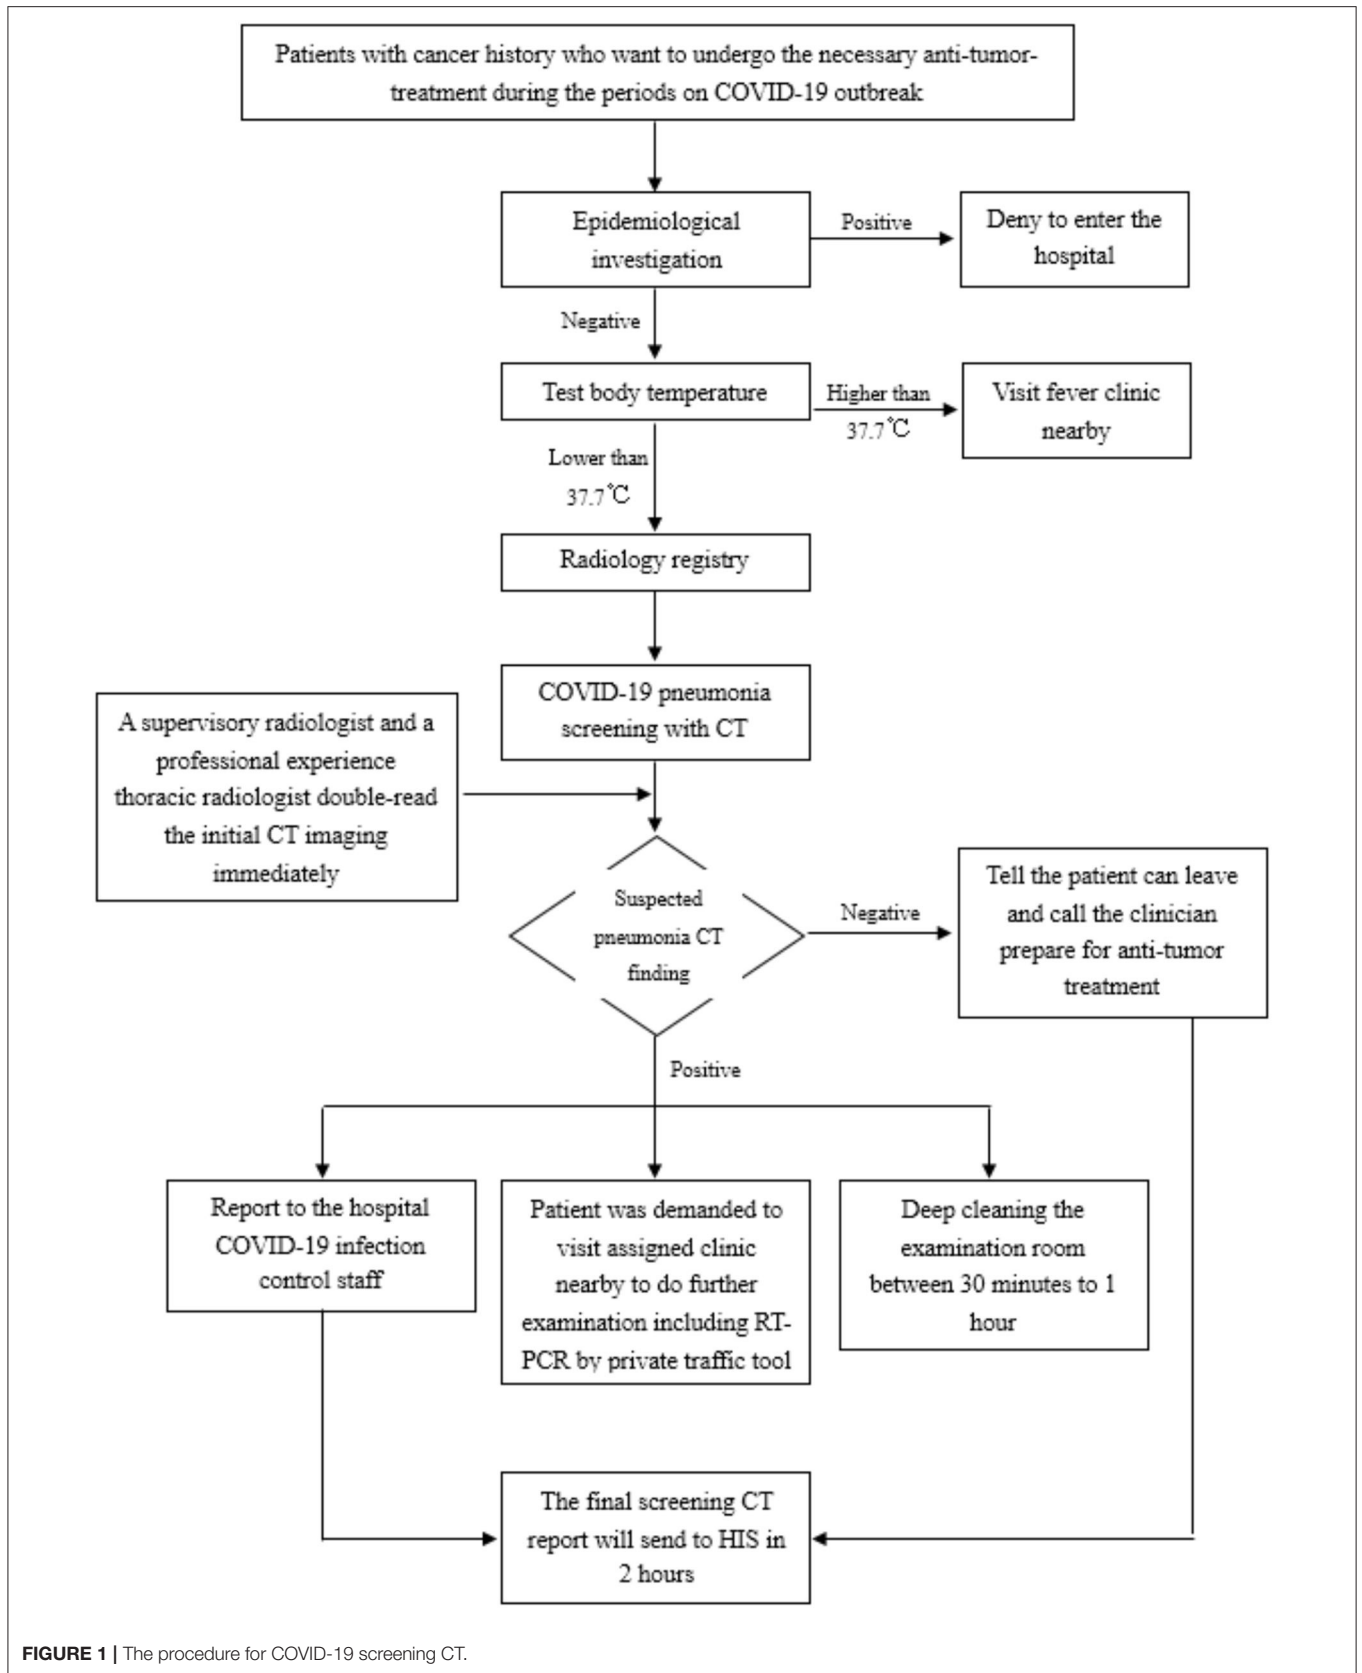 Patients with cancer history who want to undergo the necessary anti-tumor-
treatment during the periods on COVID-19 outbreak
Epidemiological
investigation
Positive
Deny to enter the
hospital
Negative
Test body temperature
Higher than
37.7℃
Visit fever clinic
nearby
Lower than
37.7℃
Radiology registry
COVID-19 pneumonia
screening with CT
A supervisory radiologist and a
professional experience
thoracic radiologist double-read
the initial CT imaging
immediately
Suspected
pneumonia CT
finding
Negative
Tell the patient can leave
and call the clinician
prepare for anti-tumor
treatment
Positive
Report to the hospital
COVID-19 infection
control staff
Patient was demanded to
visit assigned clinic
nearby to do further
examination including RT-
PCR by private traffic tool
Deep cleaning the
examination room
between 30 minutes to 1
hour
The final screening CT
report will send to HIS in
2 hours
FIGURE 1 | The procedure for COVID-19 screening CT.